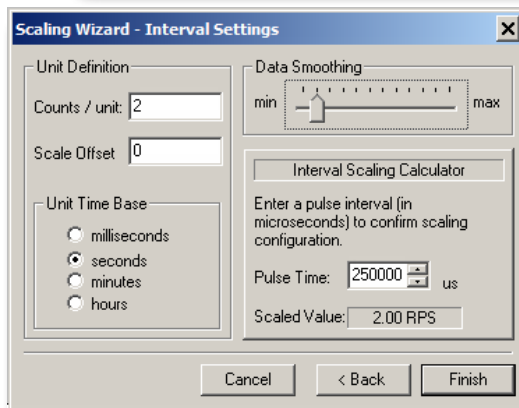 Scaling Wizard - Interval Settings
Unit Definition
Counts / unit: 2
Scale Offset 0
Unit Time Base
milliseconds
seconds
minutes
hours
Data Smoothing
min max
Interval Scaling Calculator
Enter a pulse interval (in
microseconds) to confirm scaling
configuration.
Pulse Time: 250000 us
Scaled Value: 2.00 RPS
Cancel < Back Finish